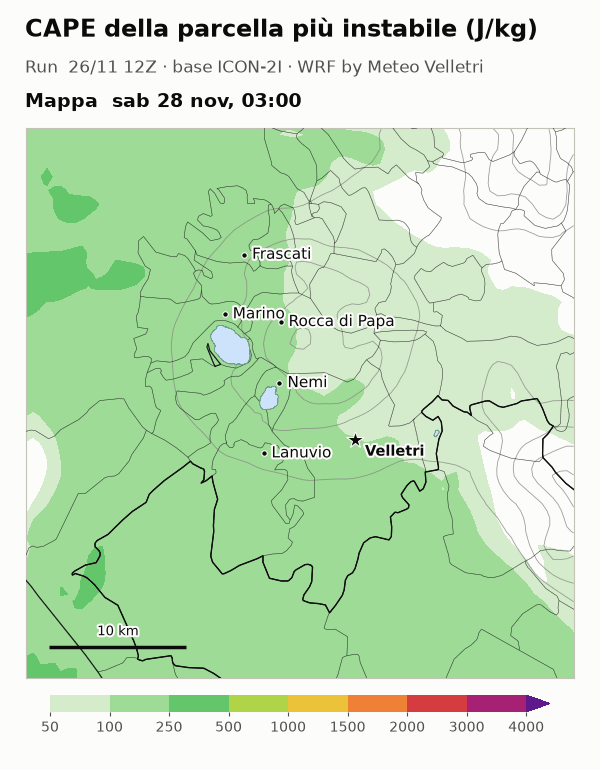 CAPE della parcella più instabile (J/kg)
Run  26/11 12Z · base ICON-2I · WRF by Meteo Velletri
Mappa  sab 28 nov, 03:00
Frascati
Marino
Rocca di Papa
Nemi
Velletri
Lanuvio
10 km
50 100 250 500 1000 1500 2000 3000 4000